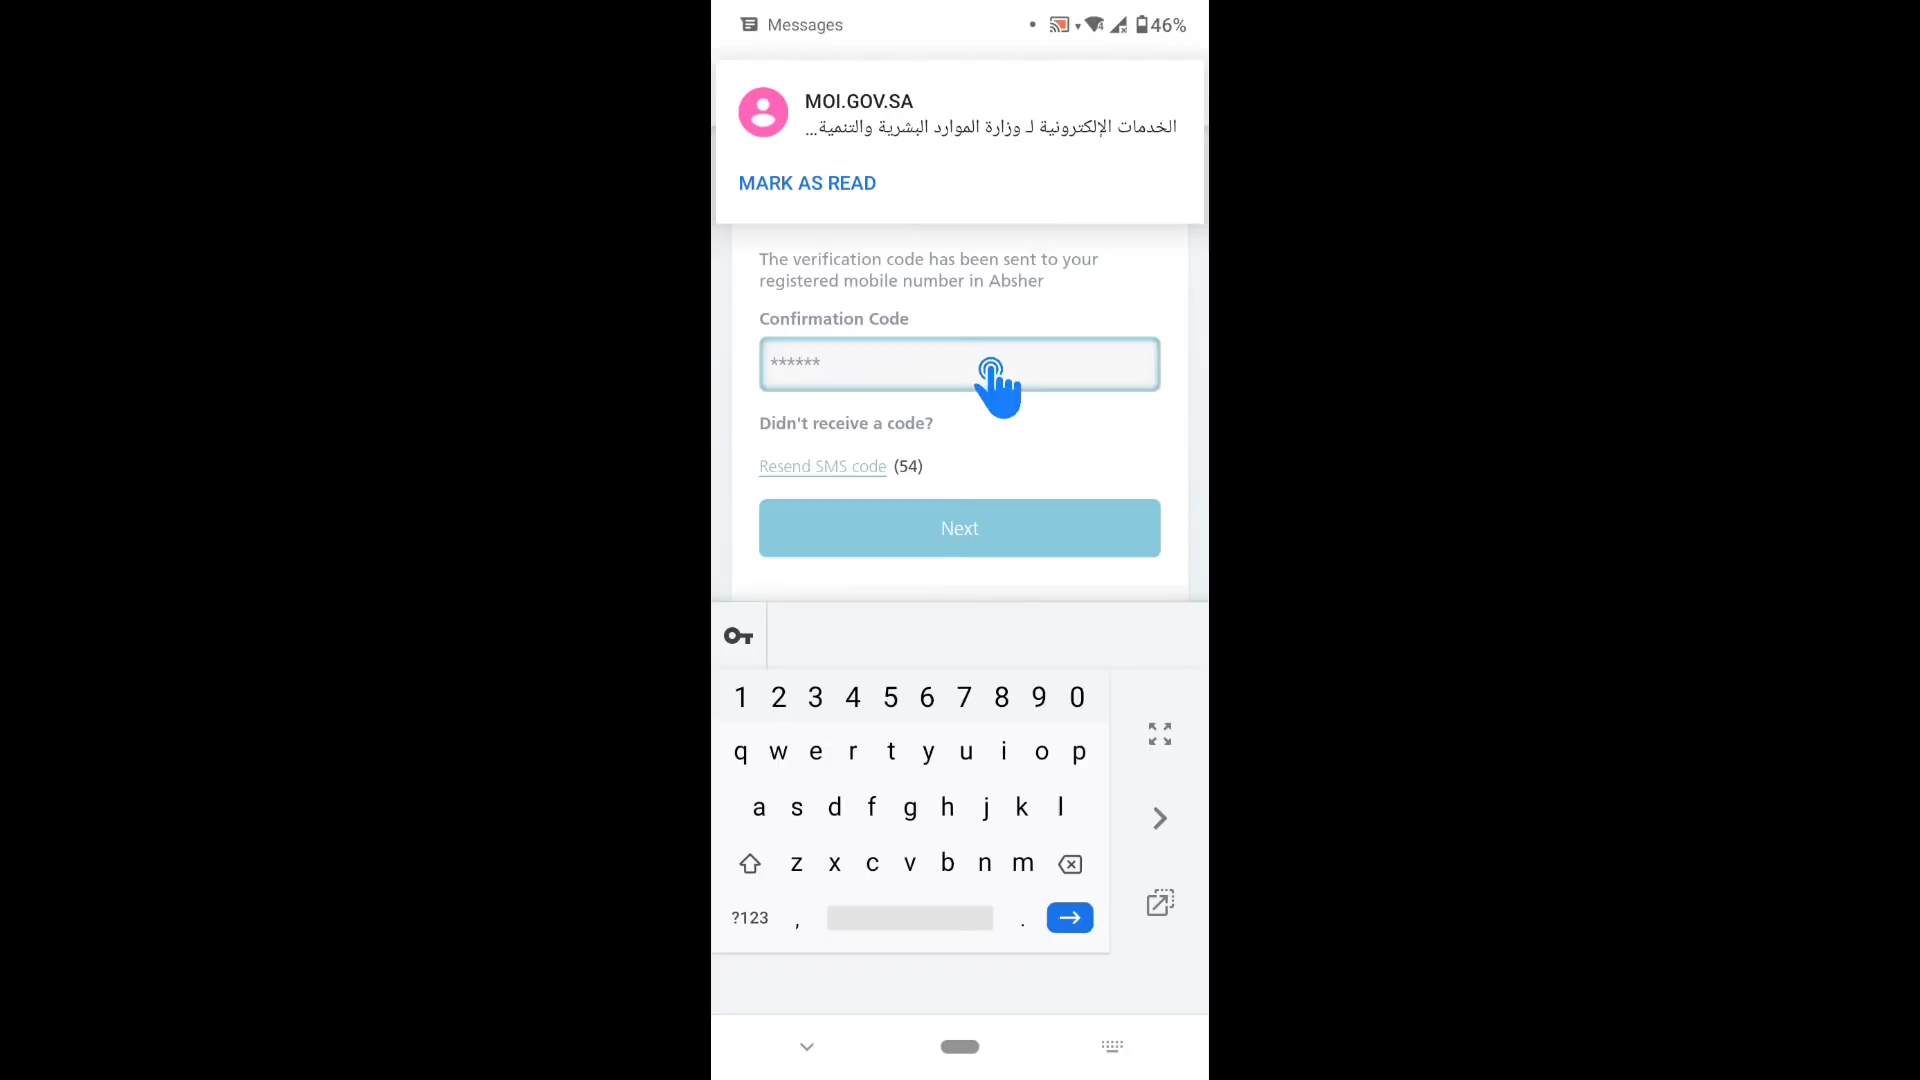 Messages
46%
MOI.GOV.SA
الخدمات الإلكترونية لـ وزارة الموارد البشرية والتنمية...
MARK AS READ
The verification code has been sent to your
registered mobile number in Absher
Confirmation Code
******
Didn't receive a code?
Resend SMS code (54)
Next
1 2 3 4 5 6 7 8 9 0
q w e r t y u i o p
a s d f g h j k l
z x c v b n m
?123 , .